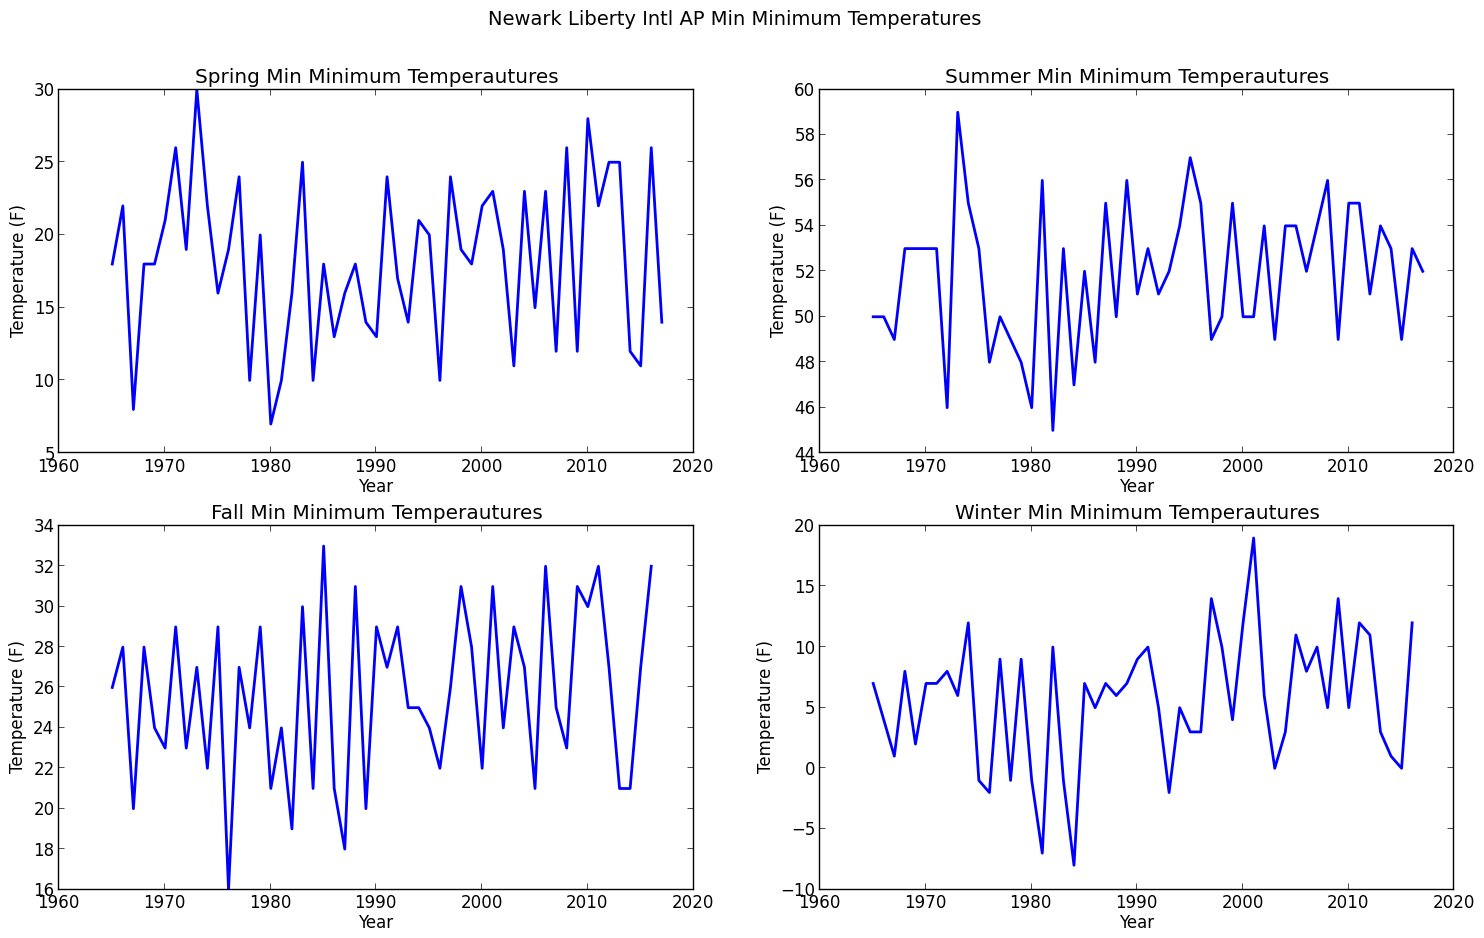 Newark Liberty Intl AP Min Minimum Temperatures
Spring Min Minimum Temperautures
30
25
20
15
10
5
Temperature (F)
1960 1970 1980 1990 2000 2010 2020
Year
Summer Min Minimum Temperautures
60
58
56
54
52
50
48
46
44
Temperature (F)
1960 1970 1980 1990 2000 2010 2020
Year
Fall Min Minimum Temperautures
34
32
30
28
26
24
22
20
18
16
Temperature (F)
1960 1970 1980 1990 2000 2010 2020
Year
Winter Min Minimum Temperautures
20
15
10
5
0
−5
−10
Temperature (F)
1960 1970 1980 1990 2000 2010 2020
Year